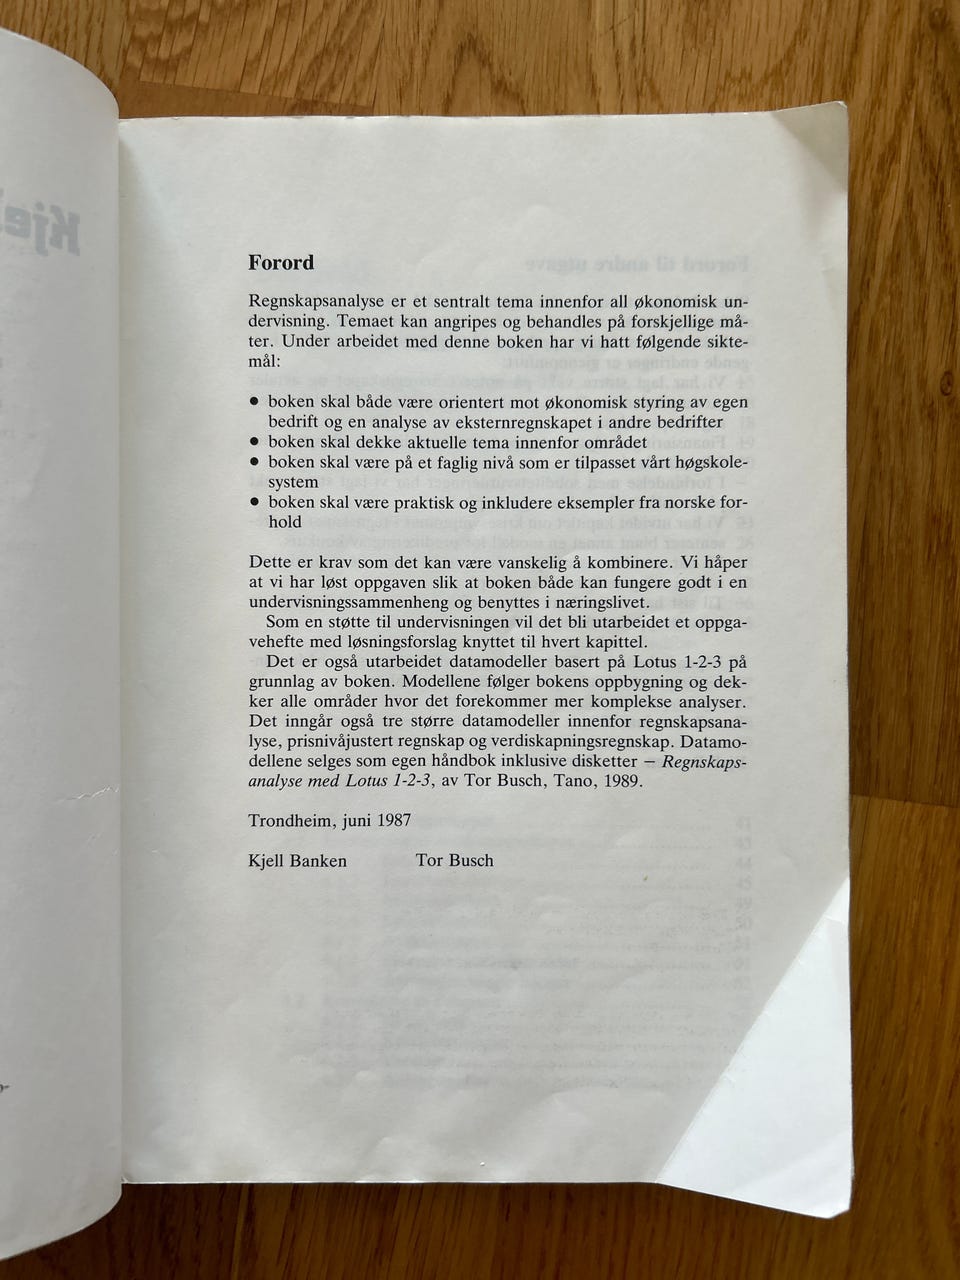 Forord
Regnskapsanalyse er et sentralt tema innenfor all økonomisk un-
dervisning. Temaet kan angripes og behandles på forskjellige må-
ter. Under arbeidet med denne boken har vi hatt følgende sikte-
mål:
● boken skal både være orientert mot økonomisk styring av egen
bedrift og en analyse av eksternregnskapet i andre bedrifter
● boken skal dekke aktuelle tema innenfor området
● boken skal være på et faglig nivå som er tilpasset vårt høgskole-
system
● boken skal være praktisk og inkludere eksempler fra norske for-
hold
Dette er krav som det kan være vanskelig å kombinere. Vi håper
at vi har løst oppgaven slik at boken både kan fungere godt i en
undervisningssammenheng og benyttes i næringslivet.
Som en støtte til undervisningen vil det bli utarbeidet et oppga-
vehefte med løsningsforslag knyttet til hvert kapittel.
Det er også utarbeidet datamodeller basert på Lotus 1-2-3 på
grunnlag av boken. Modellene følger bokens oppbygning og dek-
ker alle områder hvor det forekommer mer komplekse analyser.
Det inngår også tre større datamodeller innenfor regnskapsana-
lyse, prisnivåjustert regnskap og verdiskapningsregnskap. Datamo-
dellene selges som egen håndbok inklusive disketter – Regnskaps-
analyse med Lotus 1-2-3, av Tor Busch, Tano, 1989.
Trondheim, juni 1987
Kjell Banken Tor Busch